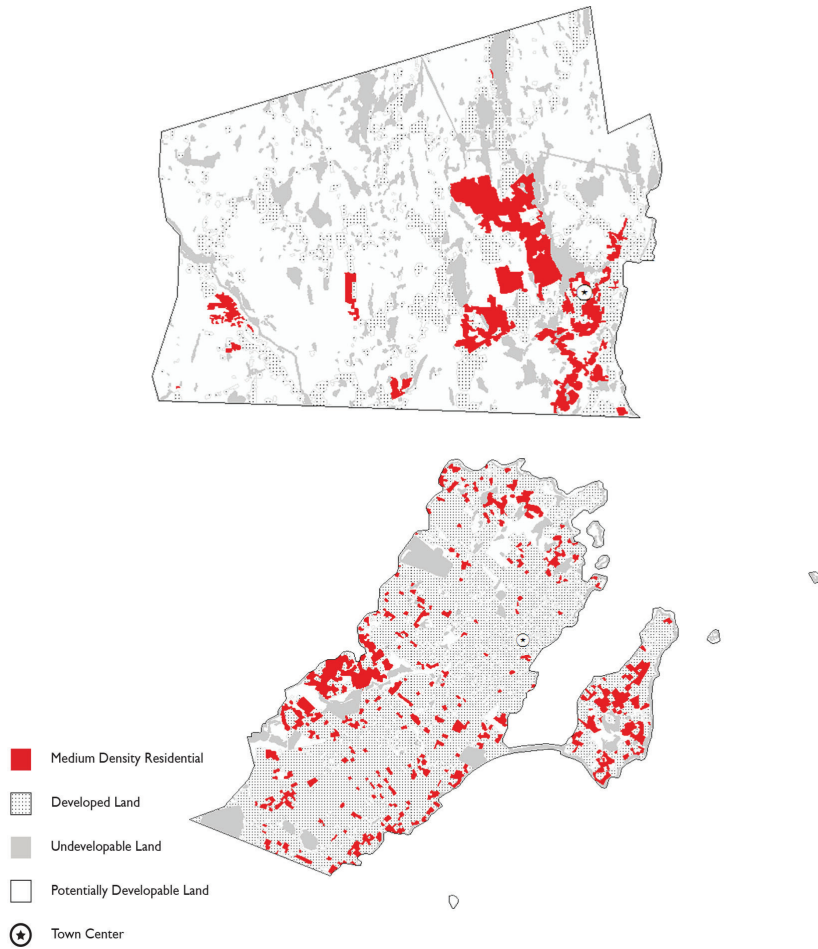 Medium Density Residential
Developed Land
Undevelopable Land
Potentially Developable Land
Town Center